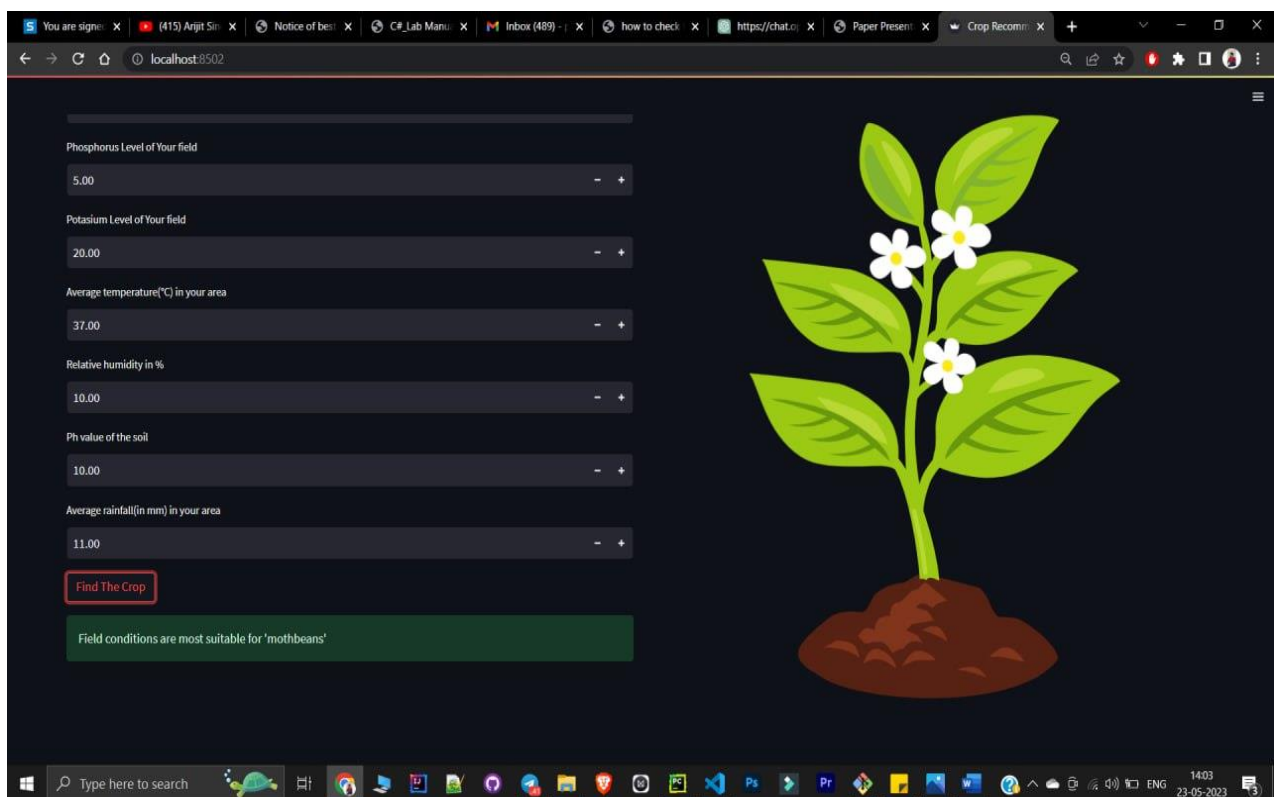 You are signe
(415) Arijit Sin
Notice of best
C#_Lab Manu
Inbox (489) -
how to check
https://chat.op
Paper Present
Crop Recomm
localhost:8502
Phosphorus Level of Your field
5.00
Potasium Level of Your field
20.00
Average temperature(°C) in your area
37.00
Relative humidity in %
10.00
Ph value of the soil
10.00
Average rainfall(in mm) in your area
11.00
Find The Crop
Field conditions are most suitable for 'mothbeans'
Type here to search
ENG
14:03
23-05-2023